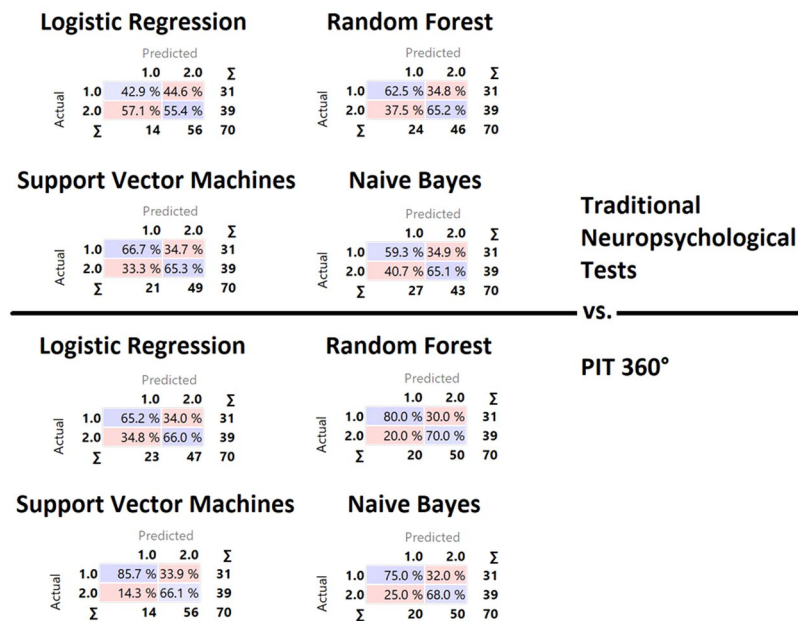 Logistic Regression Random Forest
Predicted Predicted
1.0 2.0 Σ 1.0 2.0 Σ
Actual 1.0 42.9 % 44.6 % 31 Actual 1.0 62.5 % 34.8 % 31
2.0 57.1 % 55.4 % 39 2.0 37.5 % 65.2 % 39
Σ 14 56 70 Σ 24 46 70
Support Vector Machines Naive Bayes
Predicted Predicted
1.0 2.0 Σ 1.0 2.0 Σ
Actual 1.0 66.7 % 34.7 % 31 Actual 1.0 59.3 % 34.9 % 31
2.0 33.3 % 65.3 % 39 2.0 40.7 % 65.1 % 39
Σ 21 49 70 Σ 27 43 70
Traditional
Neuropsychological
Tests
vs.
PIT 360°
Logistic Regression Random Forest
Predicted Predicted
1.0 2.0 Σ 1.0 2.0 Σ
Actual 1.0 65.2 % 34.0 % 31 Actual 1.0 80.0 % 30.0 % 31
2.0 34.8 % 66.0 % 39 2.0 20.0 % 70.0 % 39
Σ 23 47 70 Σ 20 50 70
Support Vector Machines Naive Bayes
Predicted Predicted
1.0 2.0 Σ 1.0 2.0 Σ
Actual 1.0 85.7 % 33.9 % 31 Actual 1.0 75.0 % 32.0 % 31
2.0 14.3 % 66.1 % 39 2.0 25.0 % 68.0 % 39
Σ 14 56 70 Σ 20 50 70